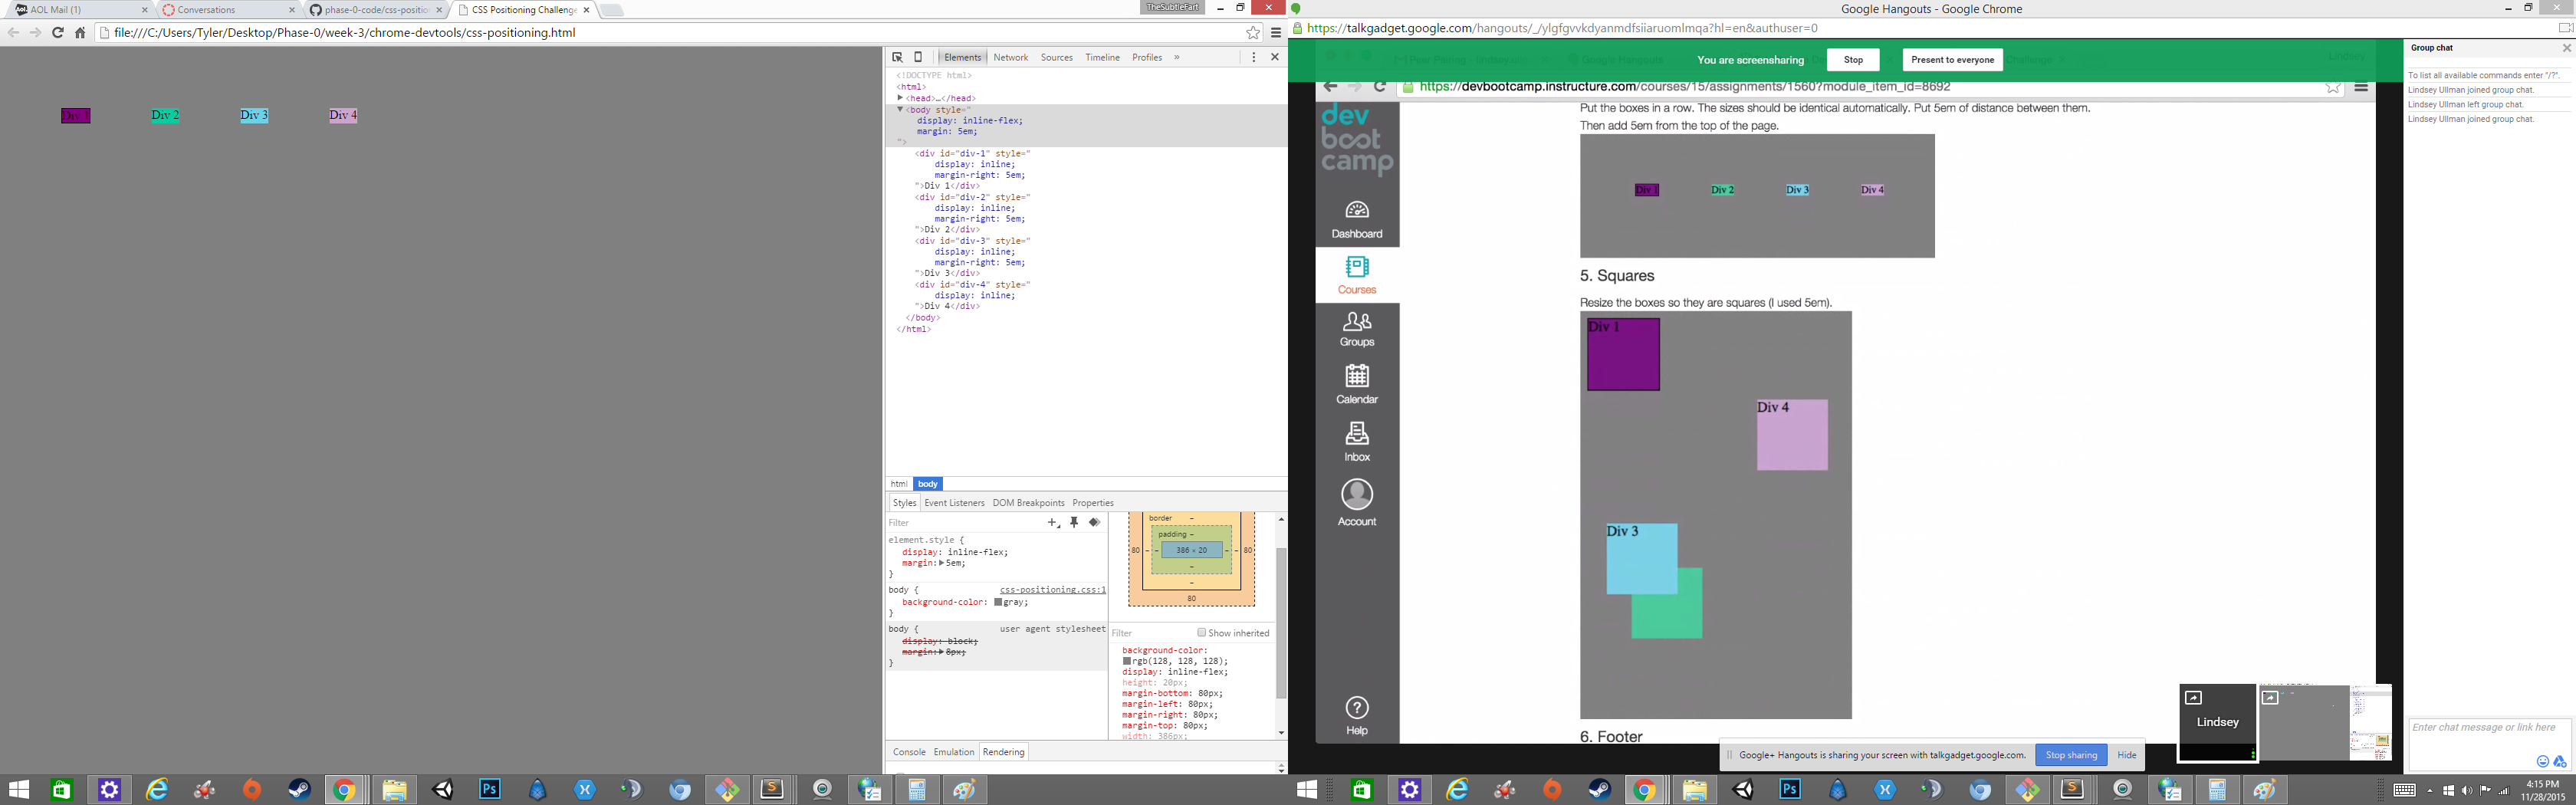 AOL Mail (1)
Conversations
phase-0-code/css-positio
CSS Positioning Challenge
TheSubtleFart
file:///C:/Users/Tyler/Desktop/Phase-0/week-3/chrome-devtools/css-positioning.html
Div 1
Div 2
Div 3
Div 4
Elements Network Sources Timeline Profiles »
<!DOCTYPE html>
<html>
<head>…</head>
<body style="
display: inline-flex;
margin: 5em;
">
<div id="div-1" style="
display: inline;
margin-right: 5em;
">Div 1</div>
<div id="div-2" style="
display: inline;
margin-right: 5em;
">Div 2</div>
<div id="div-3" style="
display: inline;
margin-right: 5em;
">Div 3</div>
<div id="div-4" style="
display: inline;
">Div 4</div>
</body>
</html>
html body
Styles Event Listeners DOM Breakpoints Properties
Filter
element.style {
display: inline-flex;
margin: 5em;
}
body {
css-positioning.css:1
background-color: gray;
}
body {
user agent stylesheet
display: block;
margin: 8px;
}
border –
padding –
80 – – 386 × 20 – – 80
–
–
80
Filter
Show inherited
background-color:
rgb(128, 128, 128);
display: inline-flex;
height: 20px;
margin-bottom: 80px;
margin-left: 80px;
margin-right: 80px;
margin-top: 80px;
width: 386px;
Console Emulation Rendering
Google Hangouts - Google Chrome
https://talkgadget.google.com/hangouts/_/ylgfgvvkdyanmdfsiiaruomlmqa?hl=en&authuser=0
You are screensharing
Stop
Present to everyone
https://devbootcamp.instructure.com/courses/15/assignments/1560?module_item_id=8692
dev
boot
camp
Dashboard
Courses
Groups
Calendar
Inbox
Account
Help
Put the boxes in a row. The sizes should be identical automatically. Put 5em of distance between them.
Then add 5em from the top of the page.
Div 1
Div 2
Div 3
Div 4
5. Squares
Resize the boxes so they are squares (I used 5em).
Div 1
Div 4
Div 3
6. Footer
Google+ Hangouts is sharing your screen with talkgadget.google.com.
Stop sharing
Hide
Lindsey
Group chat
To list all available commands enter "/?".
Lindsey Ullman joined group chat.
Lindsey Ullman left group chat.
Lindsey Ullman joined group chat.
Enter chat message or link here
4:15 PM
11/28/2015